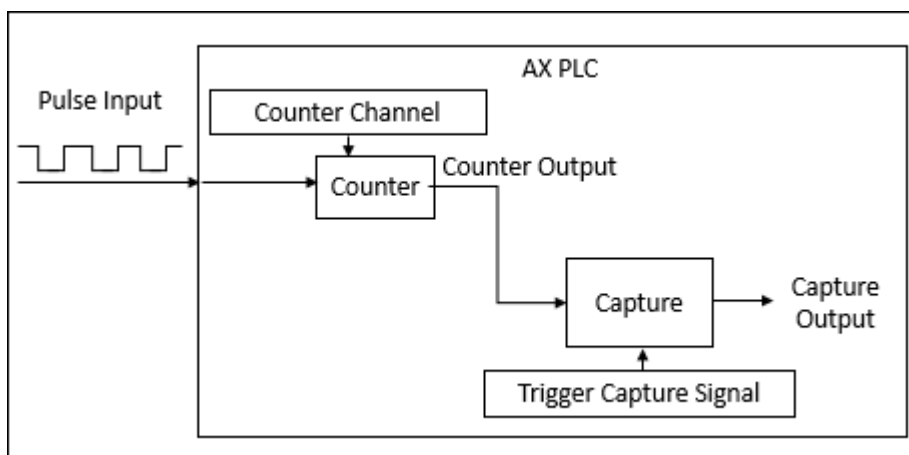 AX PLC
Pulse Input
Counter Channel
Counter Output
Counter
Capture
Capture
Output
Trigger Capture Signal